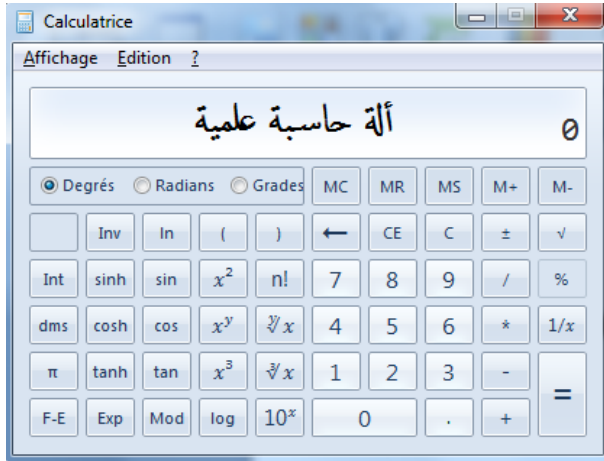 Calculatrice
Affichage Edition ?
ألة حاسبة علمية
0
Degrés Radians Grades MC MR MS M+ M-
Inv ln ( ) ← CE C ± √
Int sinh sin x² n! 7 8 9 / %
dms cosh cos xʸ ʸ√x 4 5 6 * 1/x
π tanh tan x³ ³√x 1 2 3 - =
F-E Exp Mod log 10ˣ 0 . +